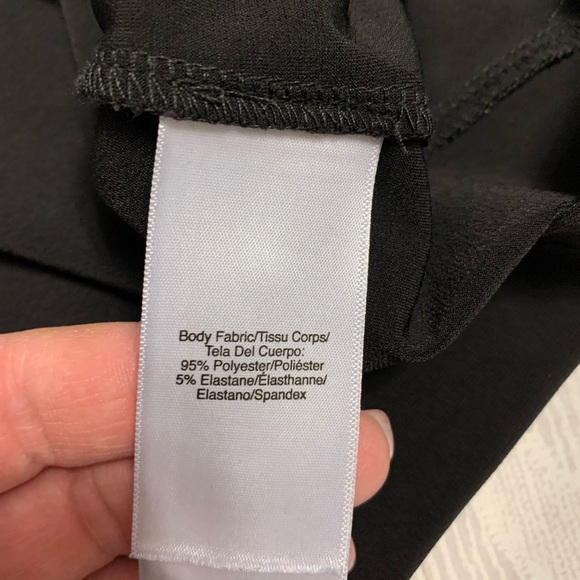 Body Fabric/Tissu Corps/
Tela Del Cuerpo:
95% Polyester/Poliéster
5% Elastane/Élasthanne/
Elastano/Spandex